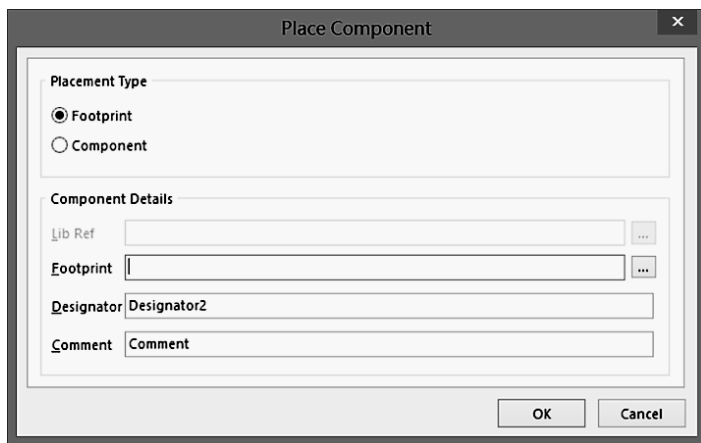 Place Component
Placement Type
Footprint
Component
Component Details
Lib Ref
...
Footprint
...
Designator Designator2
Comment Comment
OK Cancel